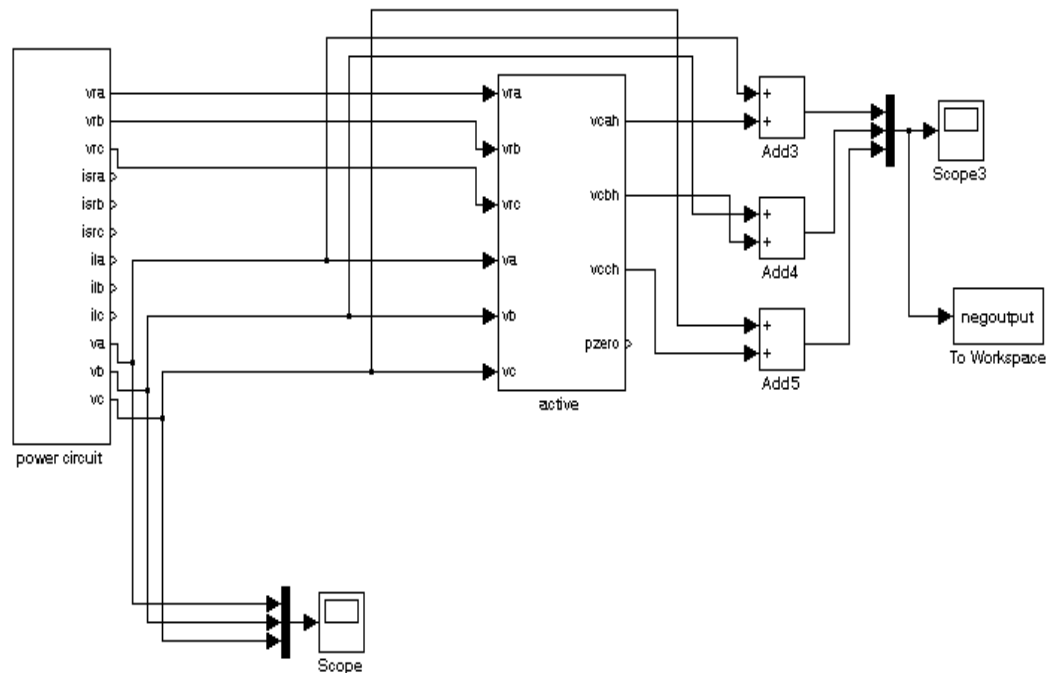 vra
vrb
vrc
isra
isrb
isrc
ila
ilb
ilc
va
vb
vc
power circuit
vra
vrb
vrc
va
vb
vc
vcah
vcbh
vcch
pzero
active
+
+
Add3
+
+
Add4
+
+
Add5
Scope3
negoutput
To Workspace
Scope